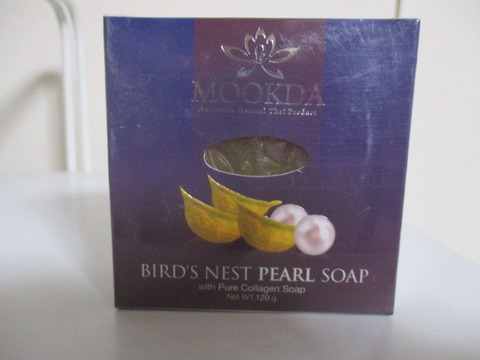 MOOKDA
Authentic Natural Thai Product
BIRD'S NEST PEARL SOAP
with Pure Collagen Soap
Net WT. 120 g